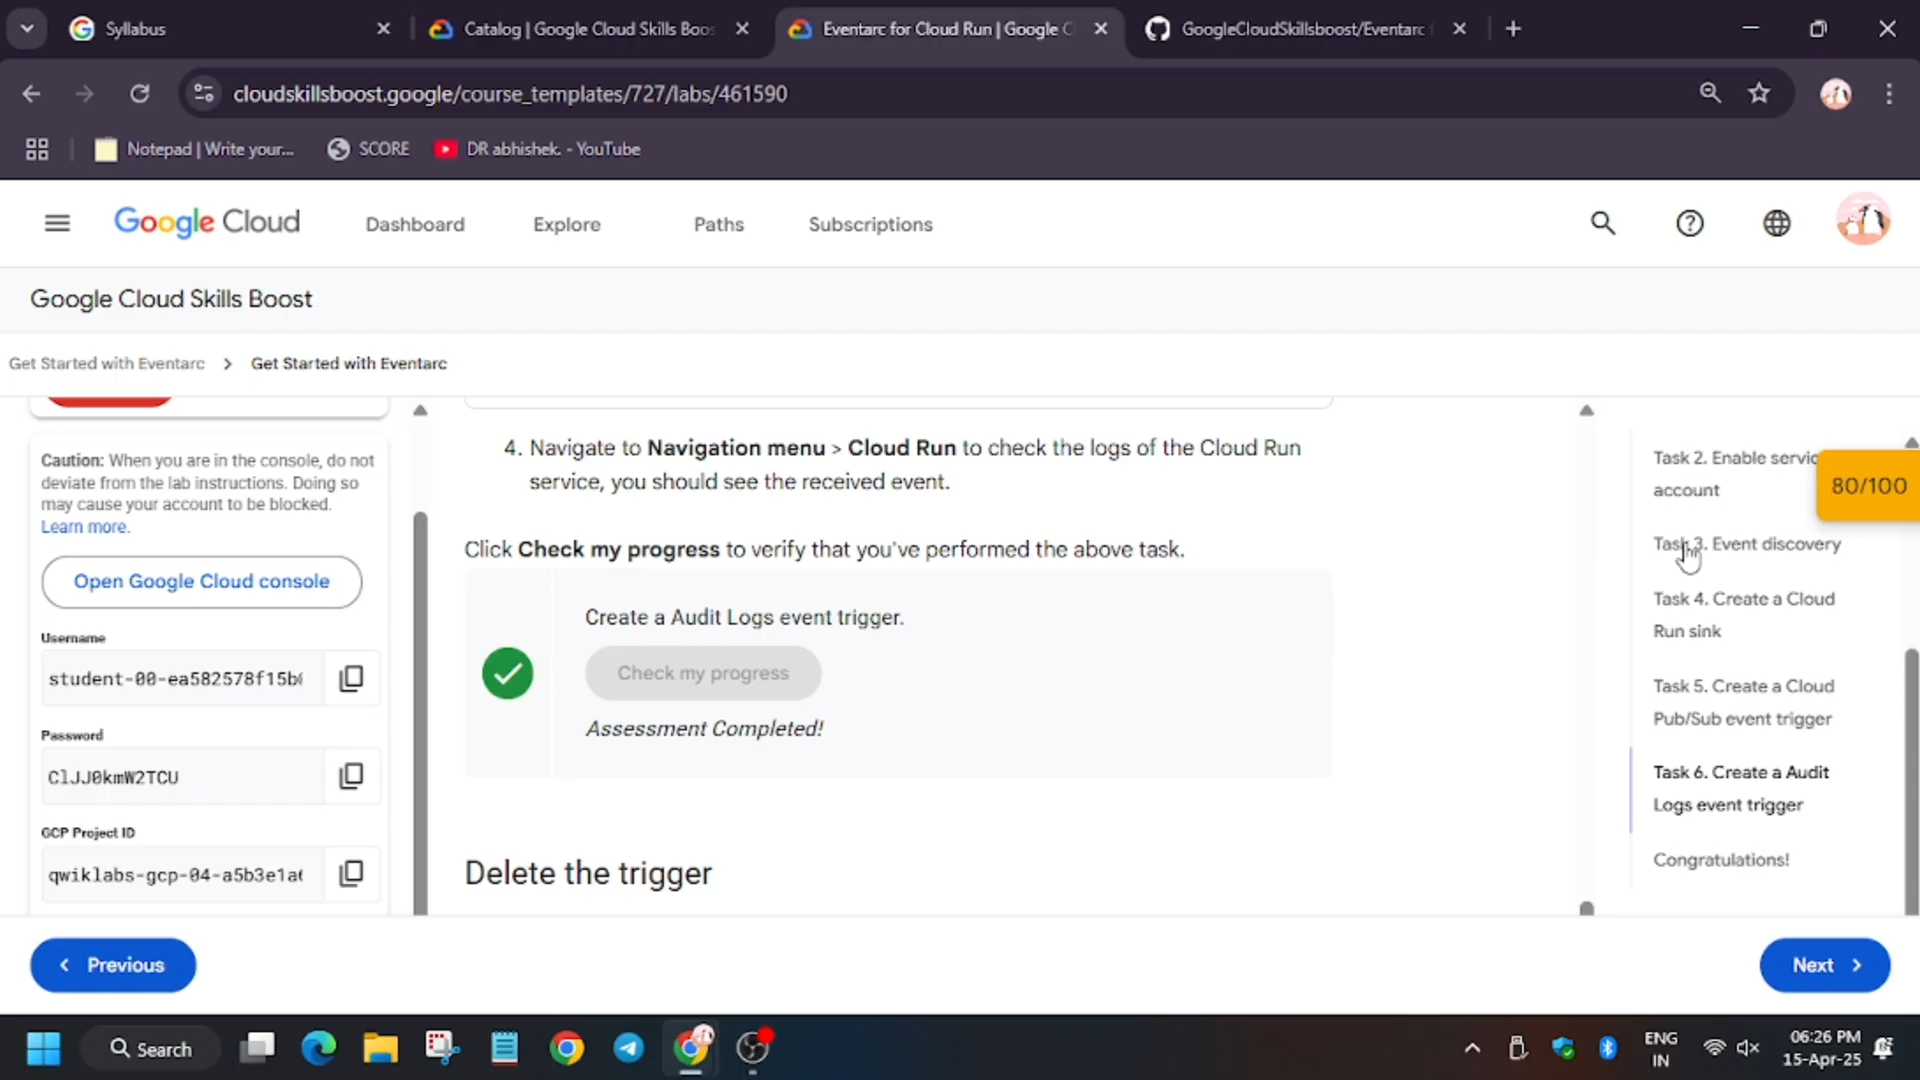 Syllabus
Catalog | Google Cloud Skills Boos
Eventarc for Cloud Run | Google C
GoogleCloudSkillsboost/Eventarc f
cloudskillsboost.google/course_templates/727/labs/461590
Notepad | Write your...
SCORE
DR abhishek. - YouTube
Google Cloud
Dashboard
Explore
Paths
Subscriptions
Google Cloud Skills Boost
Get Started with Eventarc > Get Started with Eventarc
Caution: When you are in the console, do not
deviate from the lab instructions. Doing so
may cause your account to be blocked.
Learn more.
Open Google Cloud console
Username
student-00-ea582578f15b
Password
ClJJ0kmW2TCU
GCP Project ID
qwiklabs-gcp-04-a5b3e1a
4. Navigate to Navigation menu > Cloud Run to check the logs of the Cloud Run
service, you should see the received event.
Click Check my progress to verify that you've performed the above task.
Create a Audit Logs event trigger.
Check my progress
Assessment Completed!
Delete the trigger
Task 2. Enable servic
account
80/100
Task 3. Event discovery
Task 4. Create a Cloud
Run sink
Task 5. Create a Cloud
Pub/Sub event trigger
Task 6. Create a Audit
Logs event trigger
Congratulations!
Previous
Next
Search
ENG
IN
06:26 PM
15-Apr-25